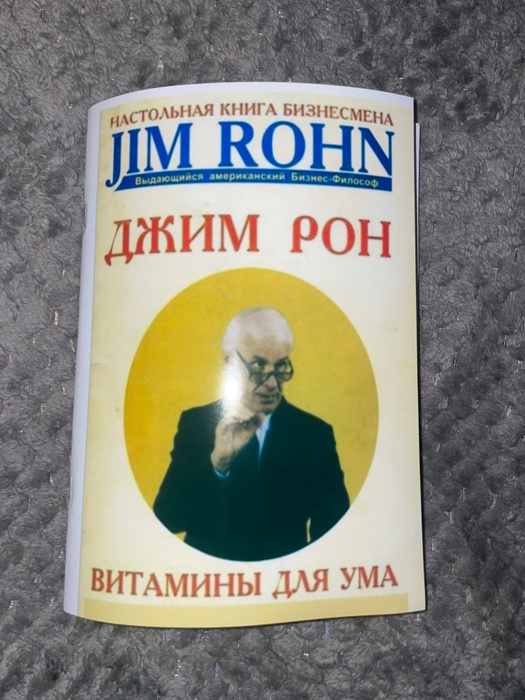 НАСТОЛЬНАЯ КНИГА БИЗНЕСМЕНА
JIM ROHN
Выдающийся американский Бизнес-Философ
ДЖИМ РОН
ВИТАМИНЫ ДЛЯ УМА